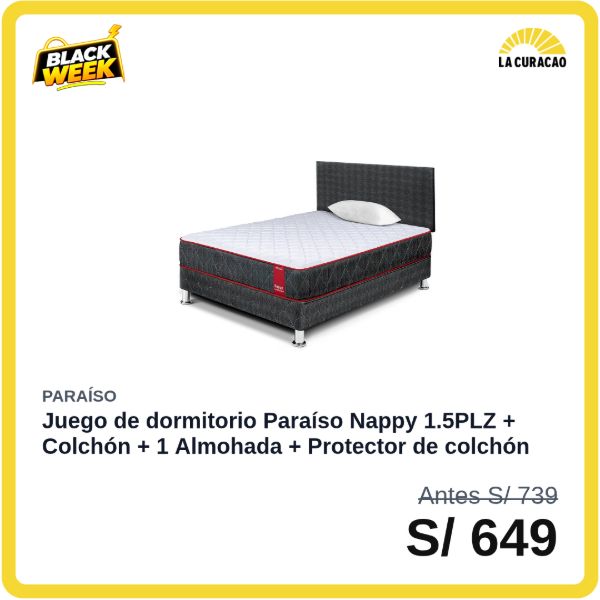 BLACK
WEEK
LA CURACAO
PARAÍSO
Juego de dormitorio Paraíso Nappy 1.5PLZ +
Colchón + 1 Almohada + Protector de colchón
Antes S/ 739
S/ 649